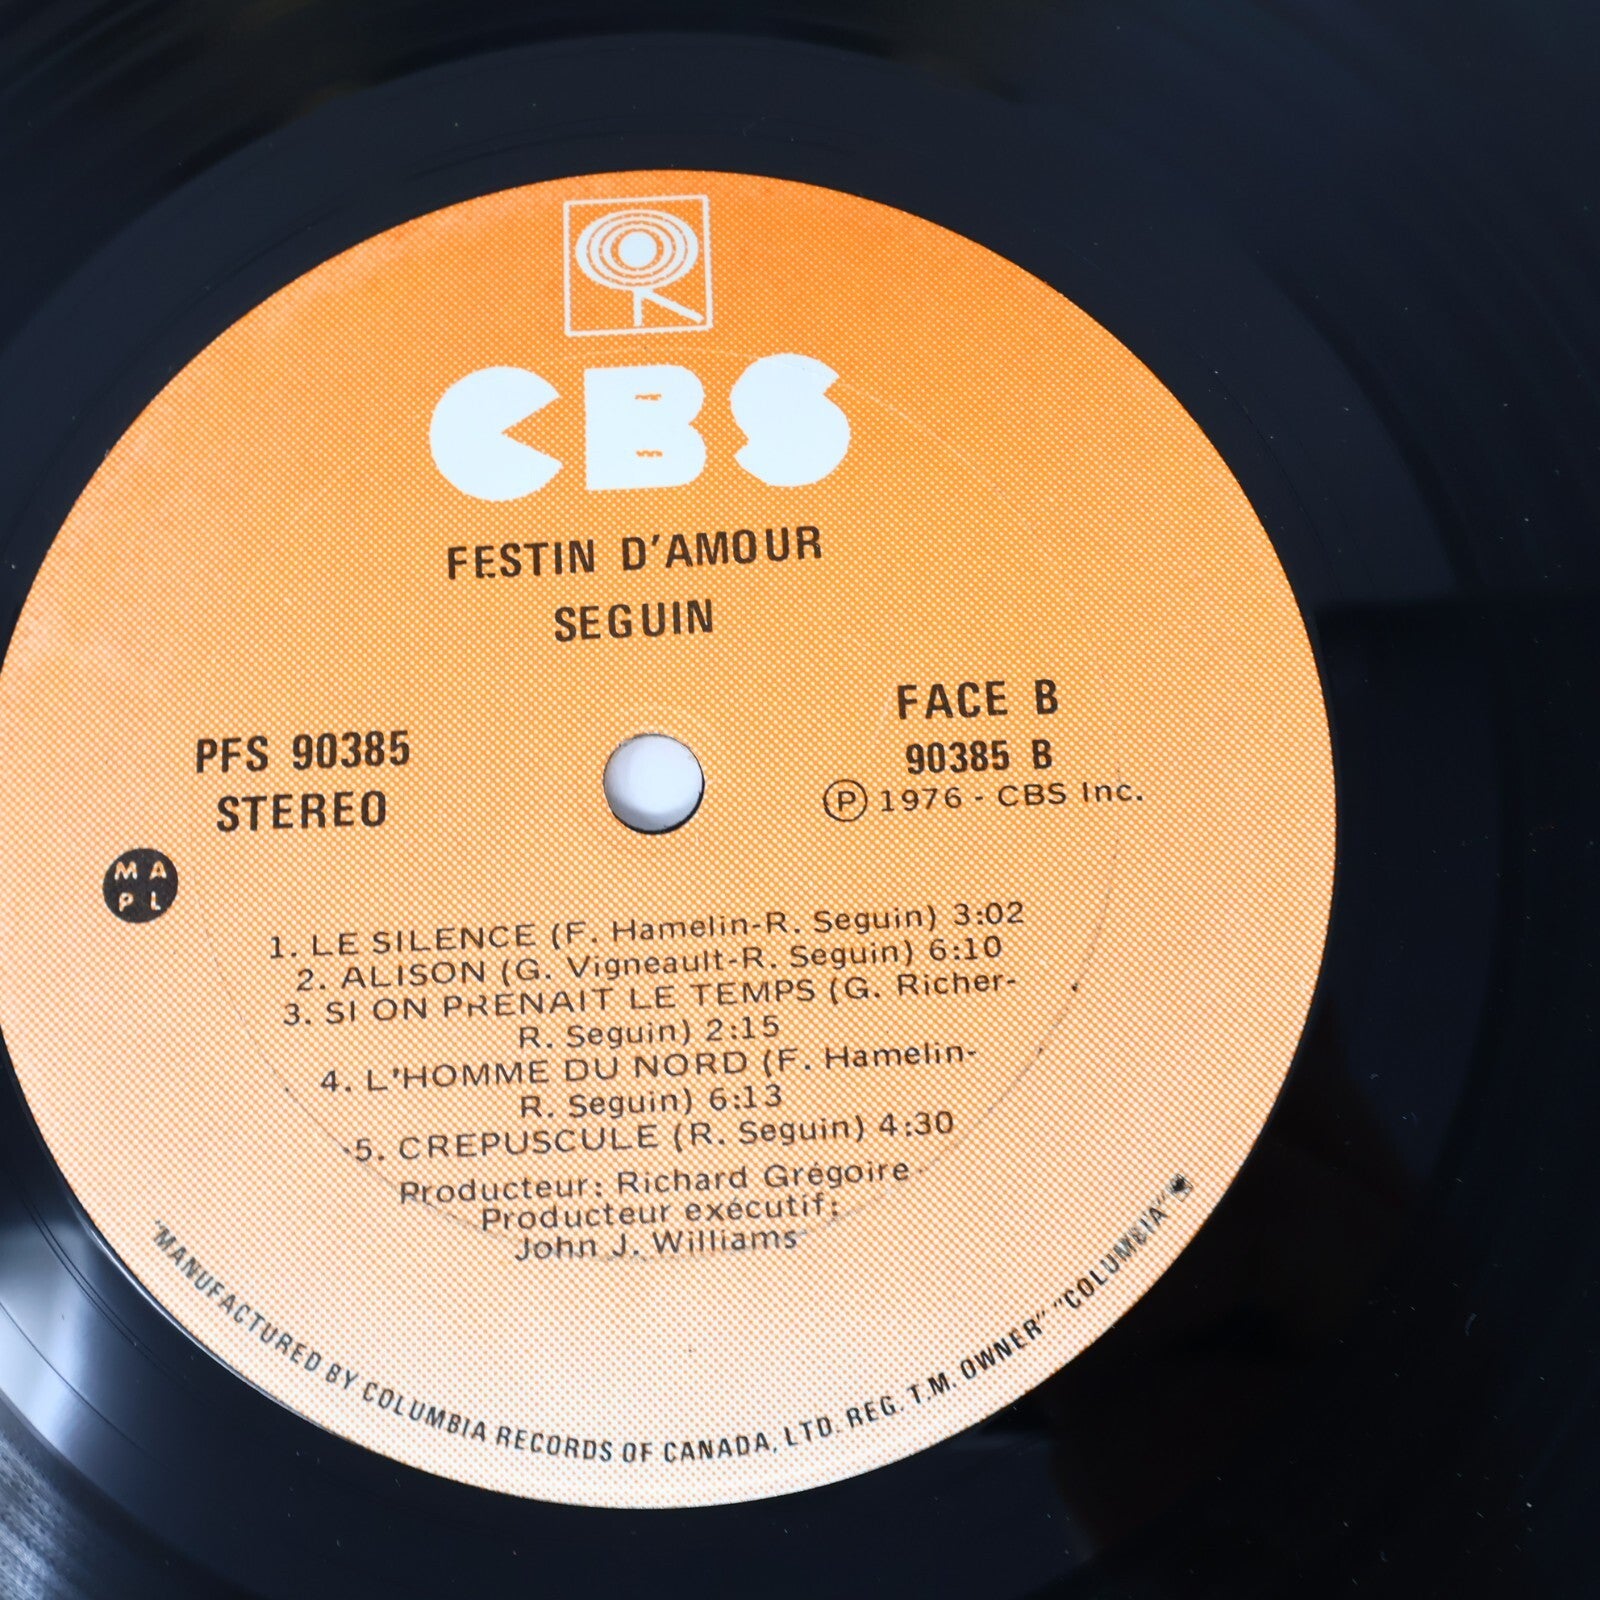 CBS
FESTIN D'AMOUR
SEGUIN
PFS 90385
STEREO
FACE B
90385 B
Ⓟ 1976 - CBS Inc.
M A
P L
1. LE SILENCE (F. Hamelin-R. Seguin) 3:02
2. ALISON (G. Vigneault-R. Seguin) 6:10
3. SI ON PRENAIT LE TEMPS (G. Richer-
R. Seguin) 2:15
4. L'HOMME DU NORD (F. Hamelin-
R. Seguin) 6:13
5. CREPUSCULE (R. Seguin) 4:30
Producteur: Richard Grégoire
Producteur exécutif:
John J. Williams
"MANUFACTURED BY COLUMBIA RECORDS OF CANADA, LTD. REG. T.M. OWNER" "COLUMBIA"